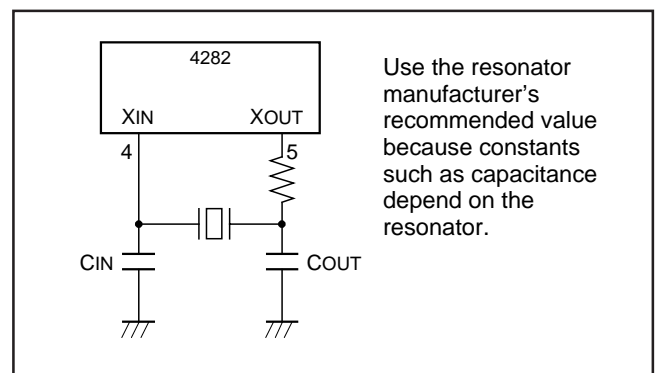 4282
XIN XOUT
4 5
CIN COUT
Use the resonator
manufacturer's
recommended value
because constants
such as capacitance
depend on the
resonator.